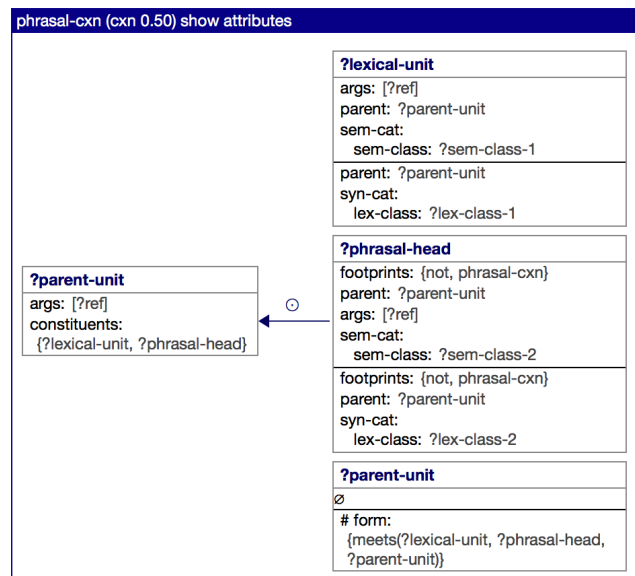 phrasal-cxn (cxn 0.50) show attributes
?lexical-unit
args: [?ref]
parent: ?parent-unit
sem-cat:
sem-class: ?sem-class-1
parent: ?parent-unit
syn-cat:
lex-class: ?lex-class-1
?phrasal-head
footprints: {not, phrasal-cxn}
parent: ?parent-unit
args: [?ref]
sem-cat:
sem-class: ?sem-class-2
footprints: {not, phrasal-cxn}
parent: ?parent-unit
syn-cat:
lex-class: ?lex-class-2
?parent-unit
args: [?ref]
constituents:
{?lexical-unit, ?phrasal-head}
⊙
?parent-unit
∅
# form:
{meets(?lexical-unit, ?phrasal-head,
?parent-unit)}